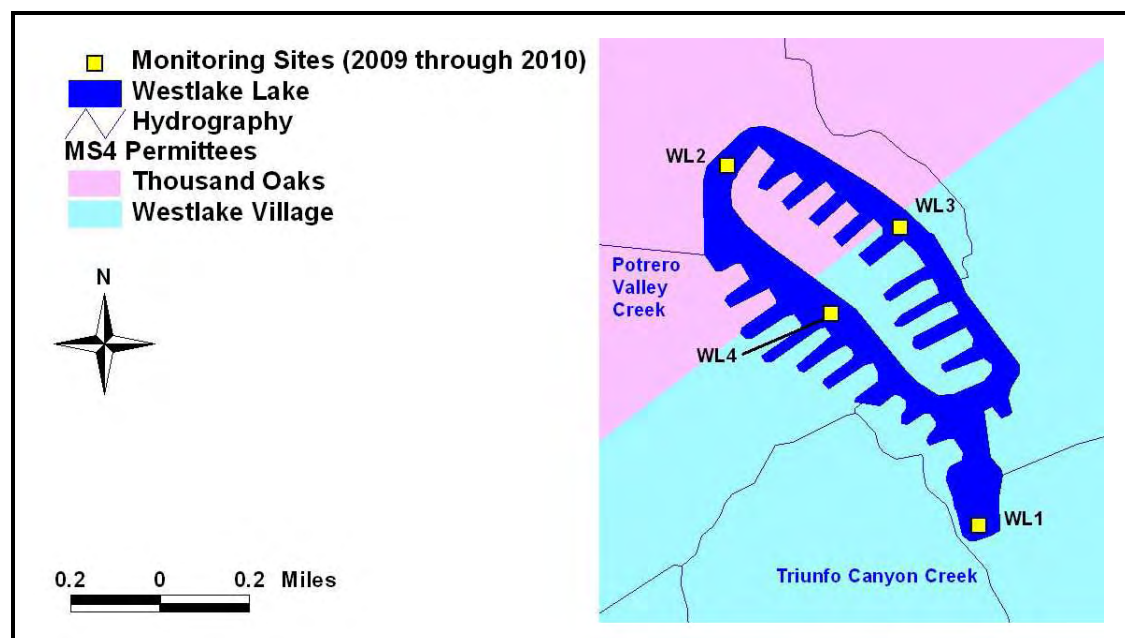 Monitoring Sites (2009 through 2010)
Westlake Lake
Hydrography
MS4 Permittees
Thousand Oaks
Westlake Village
N
0.2 0 0.2 Miles
WL2
WL3
Potrero
Valley
Creek
WL4
WL1
Triunfo Canyon Creek